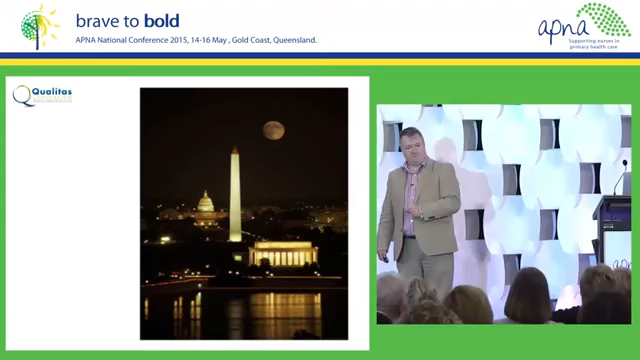 brave to bold
APNA National Conference 2015, 14-16 May, Gold Coast, Queensland.
apna
Supporting nurses in
primary health care
Qualitas